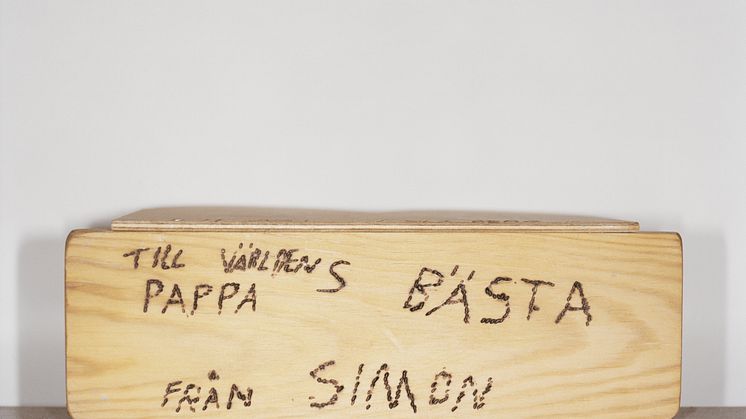 TILL VÄRLDENS BÄSTA
PAPPA
FRÅN SIMON